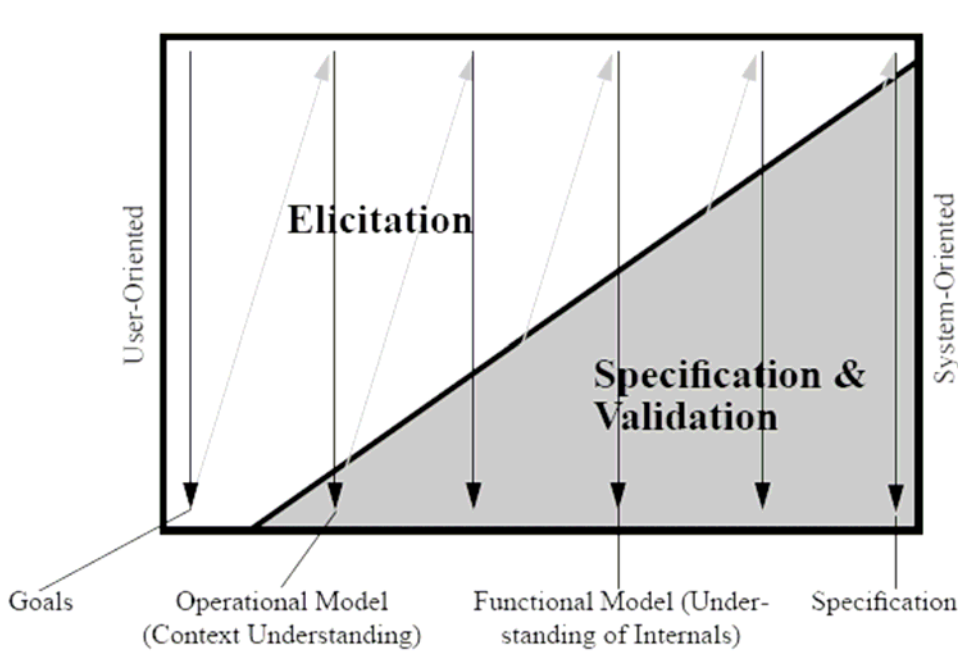 User-Oriented
Elicitation
System-Oriented
Specification &
Validation
Goals
Operational Model
(Context Understanding)
Functional Model (Under-
standing of Internals)
Specification